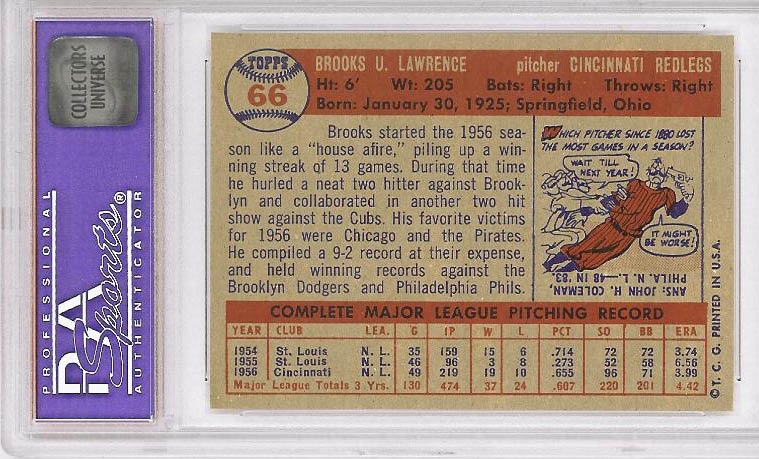 COLLECTORS
UNIVERSE
PROFESSIONAL
PSA
Sports®
AUTHENTICATOR
TOPPS
66
BROOKS U. LAWRENCE pitcher CINCINNATI REDLEGS
Ht: 6' Wt: 205 Bats: Right Throws: Right
Born: January 30, 1925; Springfield, Ohio
Brooks started the 1956 sea-
son like a "house afire," piling up a win-
ning streak of 13 games. During that time
he hurled a neat two hitter against Brook-
lyn and collaborated in another two hit
show against the Cubs. His favorite victims
for 1956 were Chicago and the Pirates.
He compiled a 9-2 record at their expense,
and held winning records against the
Brooklyn Dodgers and Philadelphia Phils.
WHICH PITCHER SINCE 1880 LOST
THE MOST GAMES IN A SEASON?
WAIT TILL
NEXT YEAR!
IT MIGHT
BE WORSE!
ANS: JOHN H. COLEMAN,
PHILA. N. L.—48 IN '83.
COMPLETE MAJOR LEAGUE PITCHING RECORD
YEAR CLUB LEA. G IP W L PCT SO BB ERA
1954 St. Louis N. L. 35 159 15 6 .714 72 72 3.74
1955 St. Louis N. L. 46 96 3 8 .273 52 58 6.56
1956 Cincinnati N. L. 49 219 19 10 .655 96 71 3.99
Major League Totals 3 Yrs. 130 474 37 24 .607 220 201 4.42
© T. C. G. PRINTED IN U.S.A.